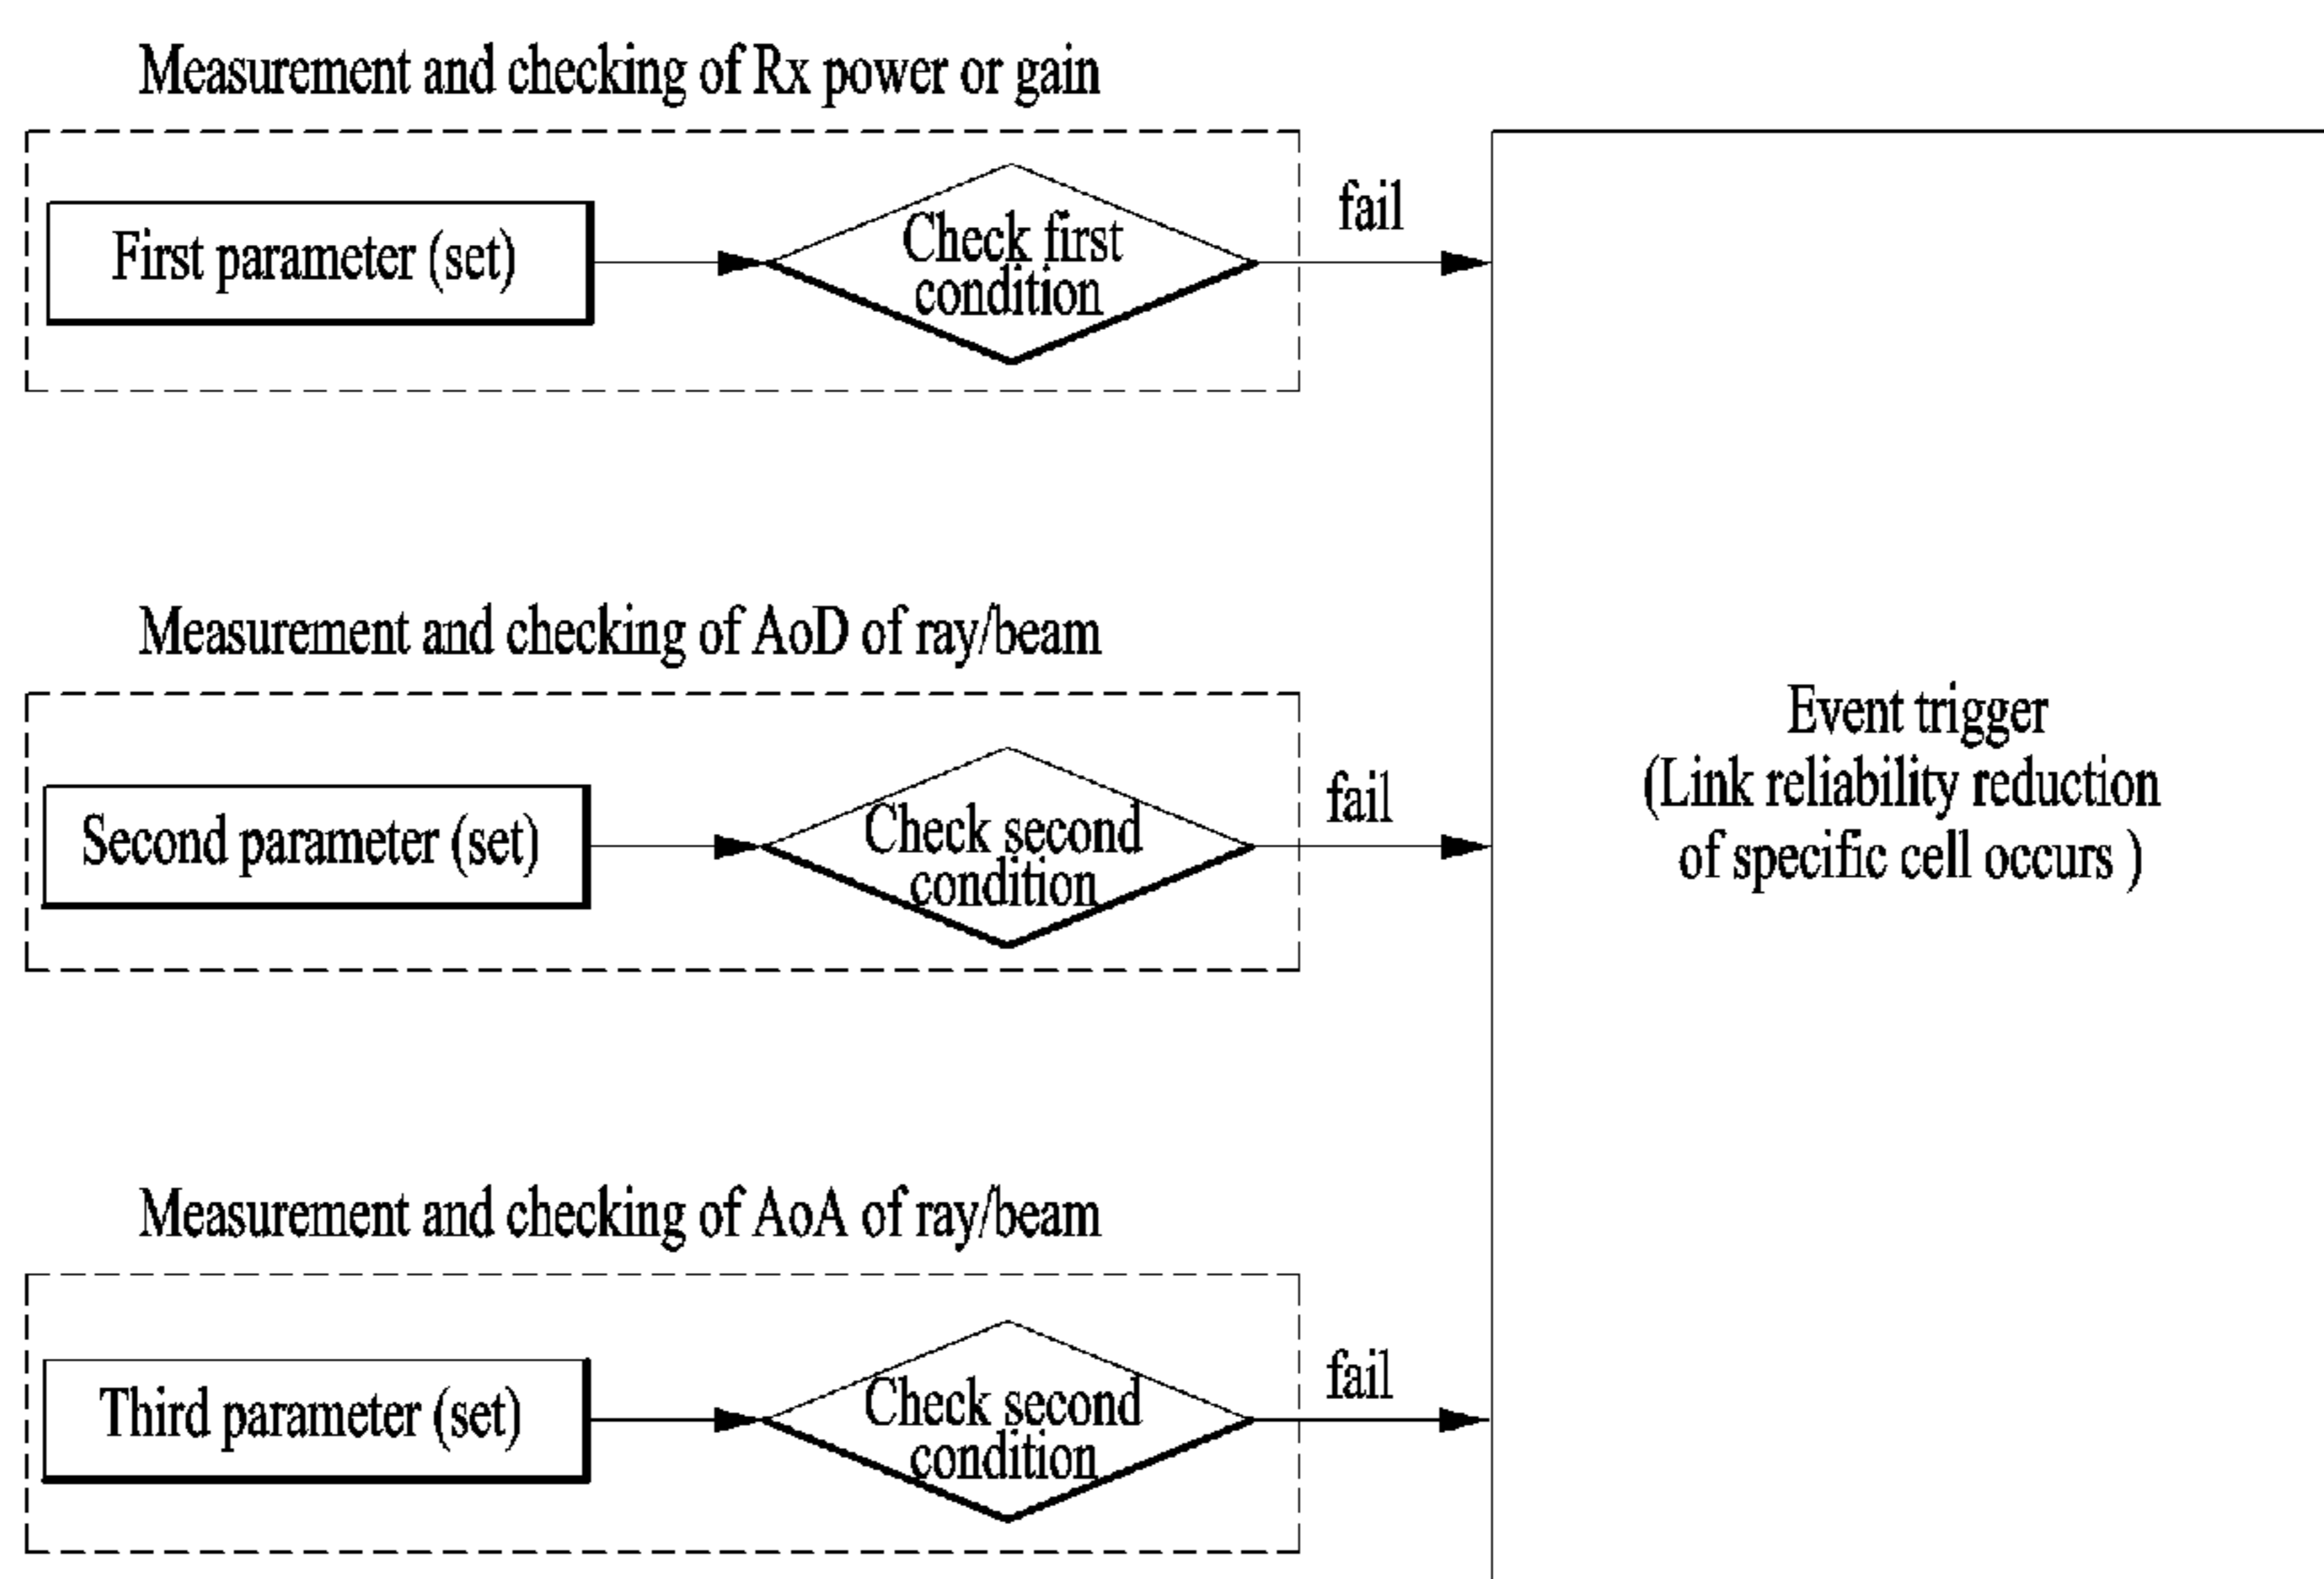 Measurement and checking of Rx power or gain
First parameter (set)
Check first
condition
fail
Measurement and checking of AoD of ray/beam
Second parameter (set)
Check second
condition
fail
Event trigger
(Link reliability reduction
of specific cell occurs )
Measurement and checking of AoA of ray/beam
Third parameter (set)
Check second
condition
fail